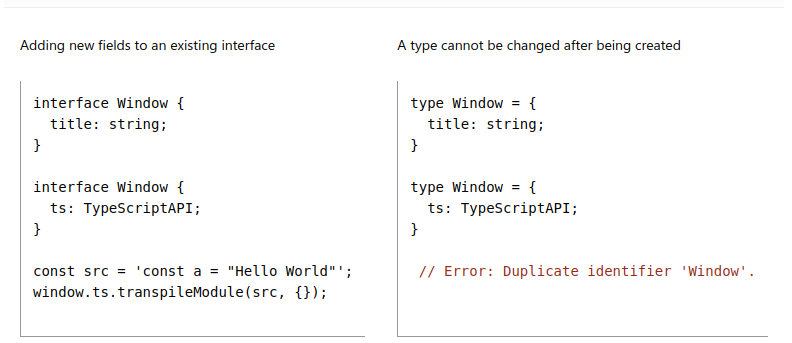 Adding new fields to an existing interface
interface Window {
  title: string;
}
interface Window {
  ts: TypeScriptAPI;
}
const src = 'const a = "Hello World"';
window.ts.transpileModule(src, {});
A type cannot be changed after being created
type Window = {
  title: string;
}
type Window = {
  ts: TypeScriptAPI;
}
// Error: Duplicate identifier 'Window'.